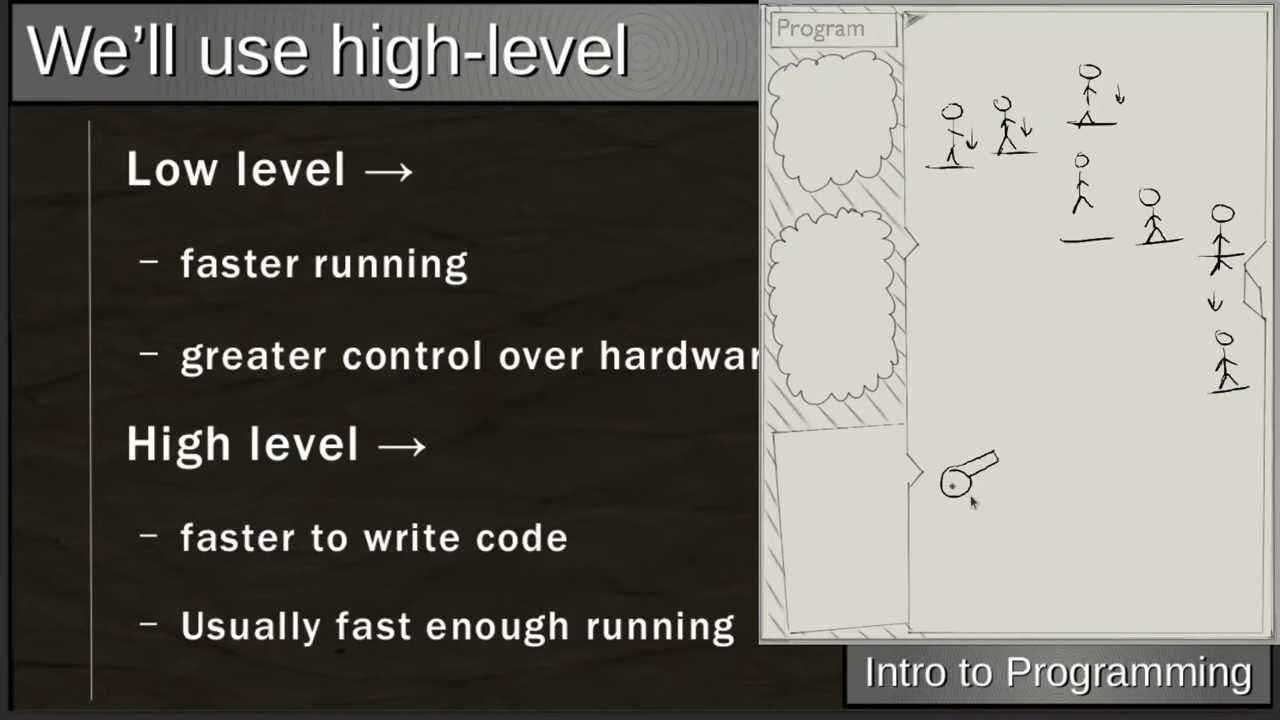 We'll use high-level
Low level →
– faster running
– greater control over hardwar
High level →
– faster to write code
– Usually fast enough running
Program
Intro to Programming